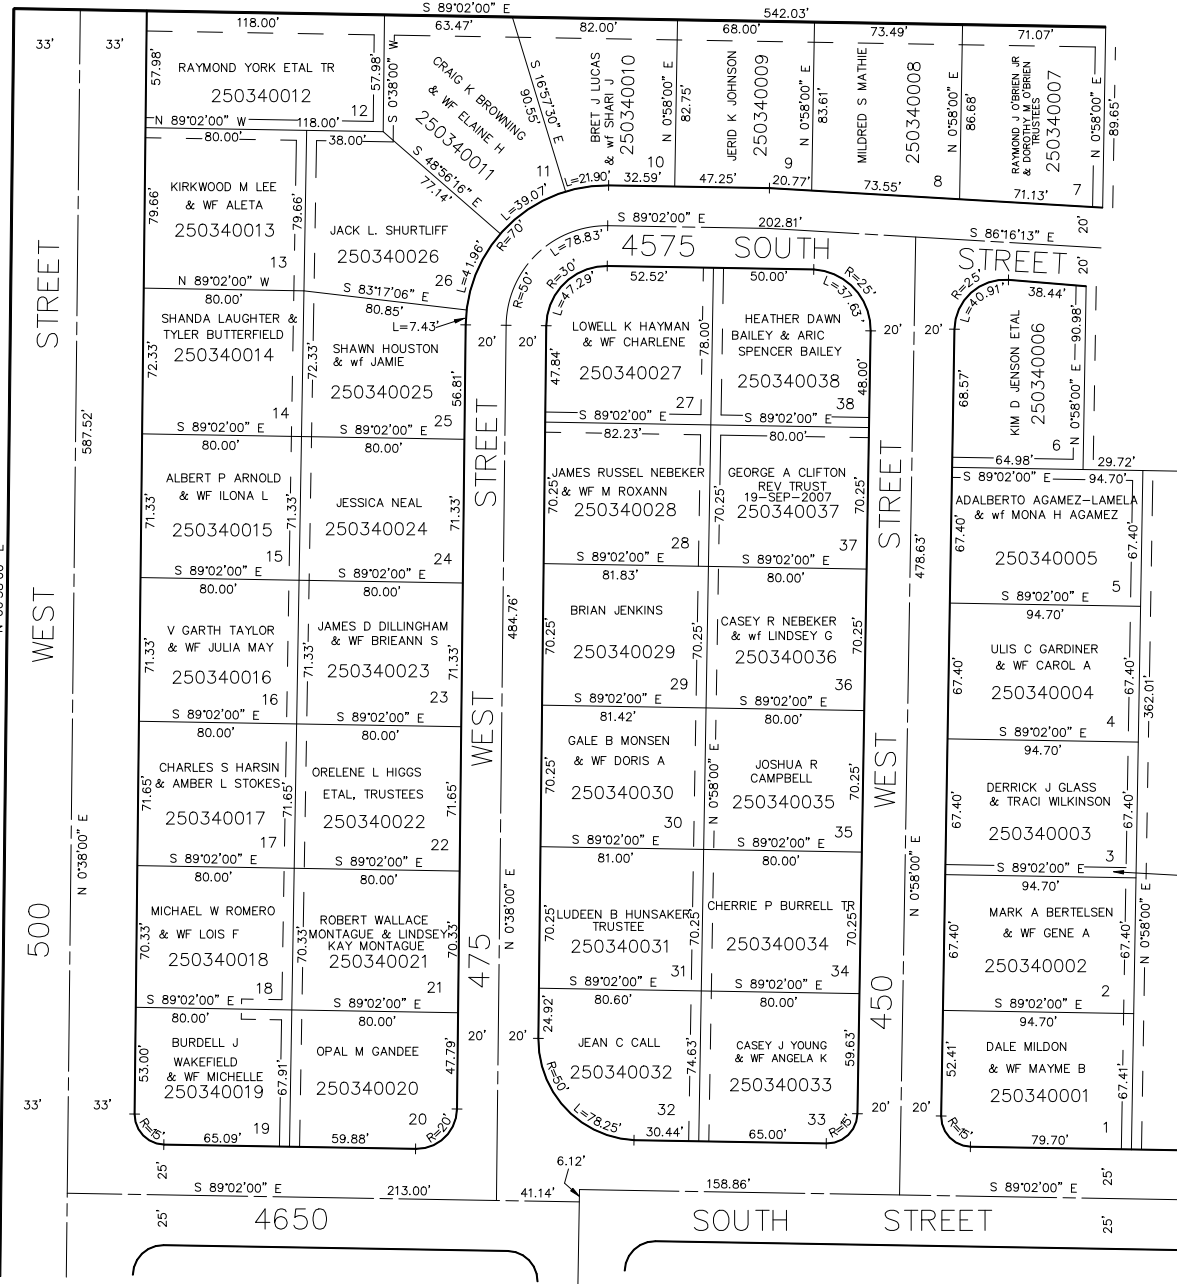 S 89°02'00" E
542.03'
33'
33'
118.00'
63.47'
82.00'
68.00'
73.49'
71.07'
57.98'
RAYMOND YORK ETAL TR
250340012
12
57.98'
S 0°38'00" W
N 89°02'00" W
118.00'
CRAIG K BROWNING
& WF ELAINE H
250340011
11
S 16°57'30" E
90.55'
S 48°56'16" E
77.14'
L=39.07'
BRET J LUCAS
& wf SHARI J
250340010
10
N 0°58'00" E
82.75'
L=21.90'
32.59'
JERID K JOHNSON
250340009
9
N 0°58'00" E
83.61'
47.25'
20.77'
MILDRED S MATHIE
250340008
8
N 0°58'00" E
86.68'
73.55'
RAYMOND J O'BRIEN JR
& DOROTHY M O'BRIEN
TRUSTEES
250340007
7
N 0°58'00" E
89.65'
71.13'
80.00'
38.00'
KIRKWOOD M LEE
& WF ALETA
250340013
13
79.66'
79.66'
N 89°02'00" W
80.00'
JACK L. SHURTLIFF
250340026
26
L=41.96'
R=70'
S 83°17'06" E
80.85'
L=7.43'
S 89°02'00" E
202.81'
S 86°16'13" E
20'
20'
4575 SOUTH STREET
L=78.83'
R=50'
SHANDA LAUGHTER &
TYLER BUTTERFIELD
250340014
14
72.33'
72.33'
S 89°02'00" E
80.00'
SHAWN HOUSTON
& wf JAMIE
250340025
25
56.81'
S 89°02'00" E
80.00'
20'
20'
R=30'
L=47.29'
52.52'
LOWELL K HAYMAN
& WF CHARLENE
250340027
27
47.84'
78.00'
S 89°02'00" E
82.23'
50.00'
R=25'
L=37.63'
HEATHER DAWN
BAILEY & ARIC
SPENCER BAILEY
250340038
38
48.00'
S 89°02'00" E
80.00'
20'
20'
R=25'
L=40.91'
38.44'
KIM D JENSON ETAL
250340006
6
68.57'
N 0°58'00" E
90.98'
64.98'
29.72'
ALBERT P ARNOLD
& WF ILONA L
250340015
15
71.33'
71.33'
S 89°02'00" E
80.00'
JESSICA NEAL
250340024
24
71.33'
S 89°02'00" E
80.00'
JAMES RUSSEL NEBEKER
& WF M ROXANN
250340028
28
70.25'
70.25'
S 89°02'00" E
81.83'
GEORGE A CLIFTON
REV TRUST
19-SEP-2007
250340037
37
70.25'
S 89°02'00" E
80.00'
S 89°02'00" E
94.70'
ADALBERTO AGAMEZ-LAMELA
& wf MONA H AGAMEZ
250340005
5
67.40'
67.40'
S 89°02'00" E
94.70'
V GARTH TAYLOR
& WF JULIA MAY
250340016
16
71.33'
71.33'
S 89°02'00" E
80.00'
JAMES D DILLINGHAM
& WF BRIEANN S
250340023
23
71.33'
S 89°02'00" E
80.00'
BRIAN JENKINS
250340029
29
70.25'
70.25'
S 89°02'00" E
81.42'
CASEY R NEBEKER
& wf LINDSEY G
250340036
36
70.25'
S 89°02'00" E
80.00'
ULIS C GARDINER
& WF CAROL A
250340004
4
67.40'
67.40'
S 89°02'00" E
94.70'
CHARLES S HARSIN
& AMBER L STOKES
250340017
17
71.65'
71.65'
S 89°02'00" E
80.00'
ORELENE L HIGGS
ETAL, TRUSTEES
250340022
22
71.65'
S 89°02'00" E
80.00'
GALE B MONSEN
& WF DORIS A
250340030
30
70.25'
N 0°58'00" E
S 89°02'00" E
81.00'
JOSHUA R
CAMPBELL
250340035
35
70.25'
S 89°02'00" E
80.00'
DERRICK J GLASS
& TRACI WILKINSON
250340003
3
67.40'
67.40'
S 89°02'00" E
94.70'
MICHAEL W ROMERO
& WF LOIS F
250340018
18
70.33'
70.33'
S 89°02'00" E
80.00'
ROBERT WALLACE
MONTAGUE & LINDSEY
KAY MONTAGUE
250340021
21
70.33'
S 89°02'00" E
80.00'
LUDEEN B HUNSAKER
TRUSTEE
250340031
31
70.25'
70.25'
S 89°02'00" E
80.60'
CHERRIE P BURRELL TR
250340034
34
70.25'
S 89°02'00" E
80.00'
MARK A BERTELSEN
& WF GENE A
250340002
2
67.40'
67.40'
S 89°02'00" E
94.70'
BURDELL J
WAKEFIELD
& WF MICHELLE
250340019
19
53.00'
67.91'
R=15'
65.09'
OPAL M GANDEE
250340020
20
47.79'
59.88'
R=20'
20'
20'
JEAN C CALL
250340032
32
24.92'
74.63'
R=50'
L=78.25'
30.44'
CASEY J YOUNG
& WF ANGELA K
250340033
33
59.63'
65.00'
R=15'
20'
20'
DALE MILDON
& WF MAYME B
250340001
1
52.41'
67.41'
R=15'
79.70'
500 WEST STREET
587.52'
N 0°38'00" E
475 WEST STREET
484.76'
N 0°38'00" E
450 WEST STREET
478.63'
N 0°58'00" E
362.01'
N 0°58'00" E
33'
33'
25'
25'
S 89°02'00" E
213.00'
41.14'
6.12'
158.86'
S 89°02'00" E
25'
25'
4650 SOUTH STREET